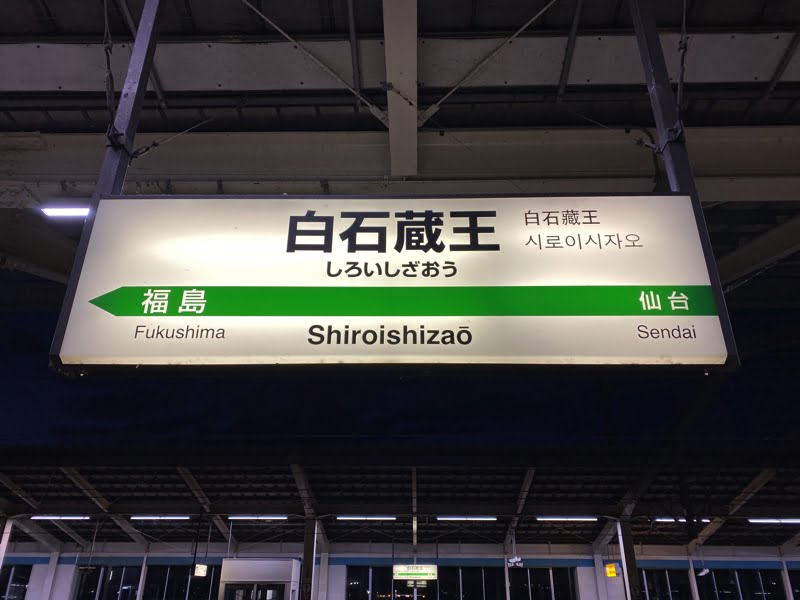 白石蔵王
しろいしざおう
白石藏王
시로이시자오
福島
仙台
Fukushima
Shiroishizaō
Sendai